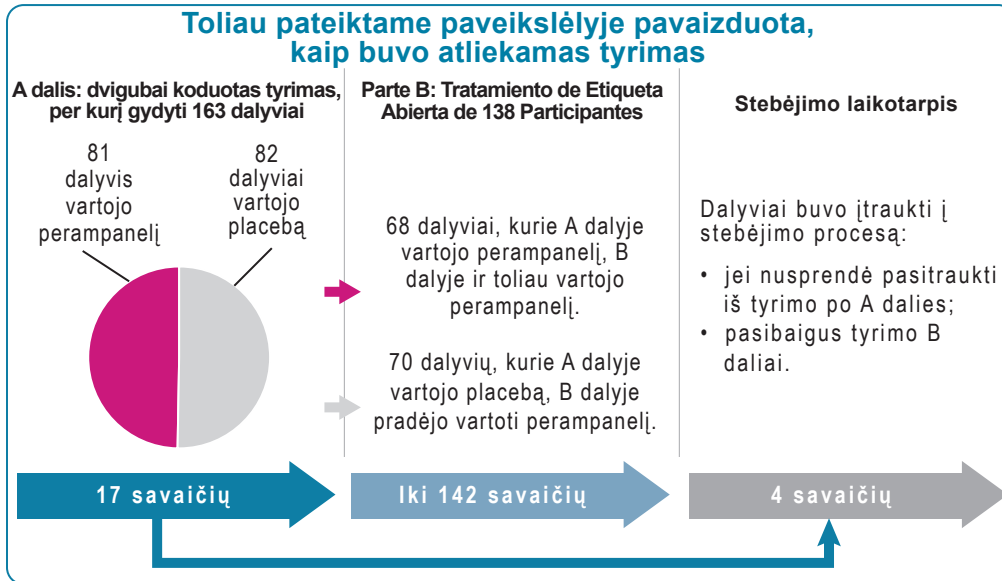 Toliau pateiktame paveikslėlyje pavaizduota,
kaip buvo atliekamas tyrimas
A dalis: dvigubai koduotas tyrimas,
per kurį gydyti 163 dalyviai
81
dalyvis
vartojo
perampanelį
82
dalyviai
vartojo
placebą
17 savaičių
Parte B: Tratamiento de Etiqueta
Abierta de 138 Participantes
68 dalyviai, kurie A dalyje
vartojo perampanelį, B
dalyje ir toliau vartojo
perampanelį.
70 dalyvių, kurie A dalyje
vartojo placebą, B dalyje
pradėjo vartoti perampanelį.
Iki 142 savaičių
Stebėjimo laikotarpis
Dalyviai buvo įtraukti į
stebėjimo procesą:
• jei nusprendė pasitraukti
iš tyrimo po A dalies;
• pasibaigus tyrimo B
daliai.
4 savaičių